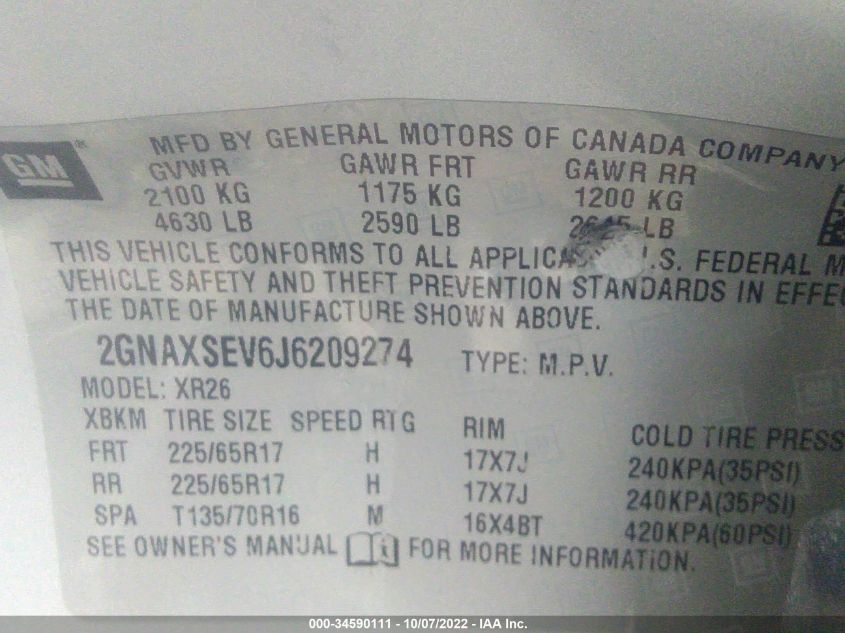 GM ® MFD BY GENERAL MOTORS OF CANADA COMPANY
GVWR GAWR FRT GAWR RR
2100 KG 1175 KG 1200 KG
4630 LB 2590 LB 2645 LB
THIS VEHICLE CONFORMS TO ALL U.S. FEDERAL M
VEHICLE SAFETY AND THEFT PREVENTION STANDARDS IN EFFE
THE DATE OF MANUFACTURE SHOWN ABOVE.
2GNAXSEV6J6209274 TYPE: M.P.V.
MODEL: XR26
XBKM TIRE SIZE SPEED RTG RIM COLD TIRE PRESS
FRT 225/65R17 H 17X7J 240KPA(35PSI)
RR 225/65R17 H 17X7J 240KPA(35PSI)
SPA T135/70R16 M 16X4BT 420KPA(60PSI)
SEE OWNER'S MANUAL FOR MORE INFORMATION.
000-34590111 - 10/07/2022 - IAA Inc.